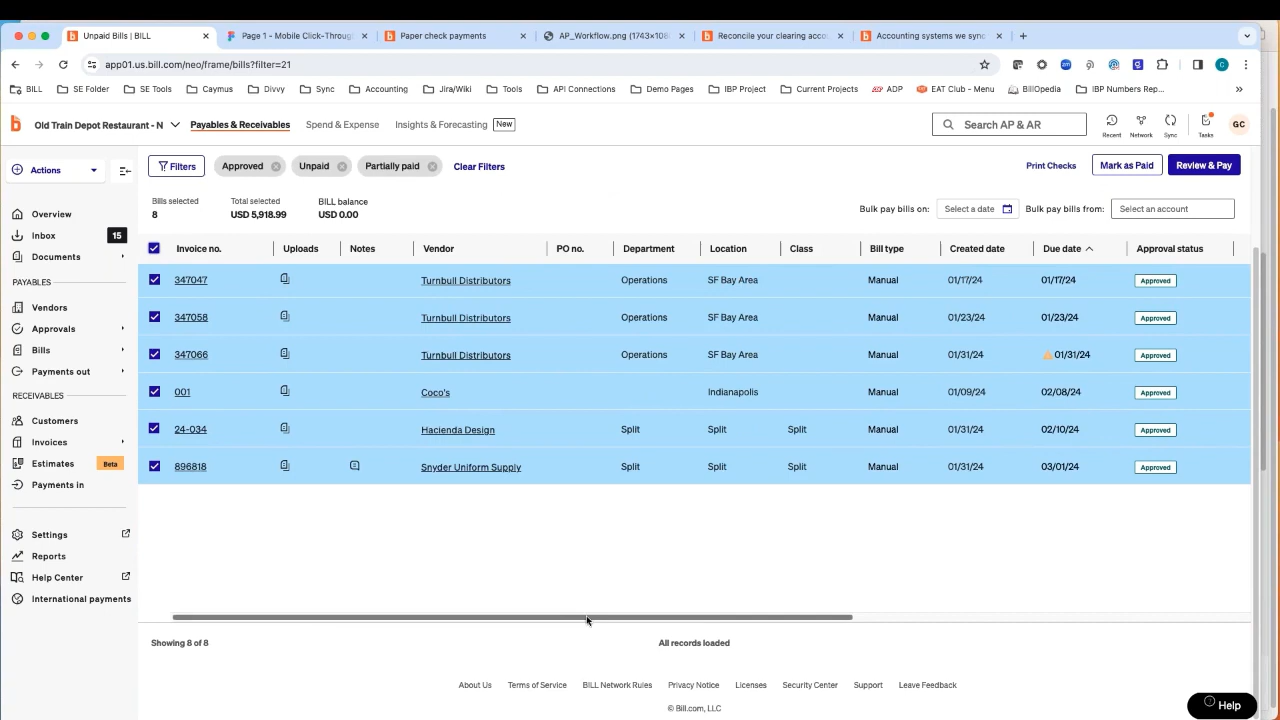 Unpaid Bills | BILL
Page 1 - Mobile Click-Throug
Paper check payments
AP_Workflow.png (1743×108
Reconcile your clearing acco
Accounting systems we sync
app01.us.bill.com/neo/frame/bills?filter=21
BILL
SE Folder
SE Tools
Caymus
Divvy
Sync
Accounting
Jira/Wiki
Tools
API Connections
Demo Pages
IBP Project
Current Projects
ADP
EAT Club - Menu
BillOpedia
IBP Numbers Rep...
Old Train Depot Restaurant - N
Payables & Receivables
Spend & Expense
Insights & Forecasting
New
Search AP & AR
Recent
Network
Sync
Tasks
GC
Actions
Filters
Approved
Unpaid
Partially paid
Clear Filters
Print Checks
Mark as Paid
Review & Pay
Bills selected
8
Total selected
USD 5,918.99
BILL balance
USD 0.00
Bulk pay bills on:
Select a date
Bulk pay bills from:
Select an account
Overview
Inbox
15
Documents
PAYABLES
Vendors
Approvals
Bills
Payments out
RECEIVABLES
Customers
Invoices
Estimates
Beta
Payments in
Settings
Reports
Help Center
International payments
Invoice no. Uploads Notes Vendor PO no. Department Location Class Bill type Created date Due date Approval status
347047 Turnbull Distributors Operations SF Bay Area Manual 01/17/24 01/17/24 Approved
347058 Turnbull Distributors Operations SF Bay Area Manual 01/23/24 01/23/24 Approved
347066 Turnbull Distributors Operations SF Bay Area Manual 01/31/24 01/31/24 Approved
001 Coco's Indianapolis Manual 01/09/24 02/08/24 Approved
24-034 Hacienda Design Split Split Split Manual 01/31/24 02/10/24 Approved
896818 Snyder Uniform Supply Split Split Split Manual 01/31/24 03/01/24 Approved
Showing 8 of 8
All records loaded
About Us
Terms of Service
BILL Network Rules
Privacy Notice
Licenses
Security Center
Support
Leave Feedback
© Bill.com, LLC
Help